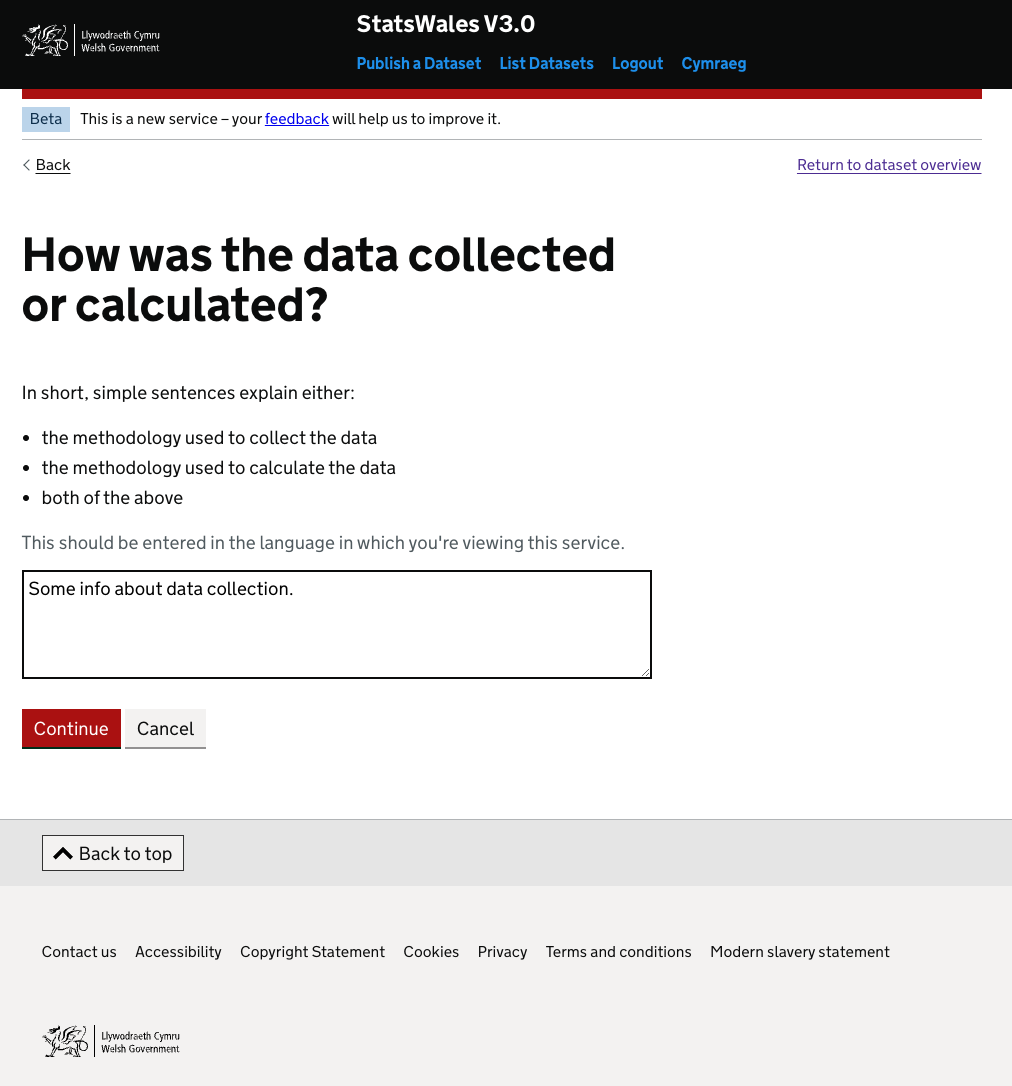 Llywodraeth Cymru
Welsh Government
StatsWales V3.0
Publish a Dataset List Datasets Logout Cymraeg
Beta This is a new service – your feedback will help us to improve it.
Back Return to dataset overview
How was the data collected
or calculated?
In short, simple sentences explain either:
• the methodology used to collect the data
• the methodology used to calculate the data
• both of the above
This should be entered in the language in which you're viewing this service.
Some info about data collection.
Continue Cancel
Back to top
Contact us Accessibility Copyright Statement Cookies Privacy Terms and conditions Modern slavery statement
Llywodraeth Cymru
Welsh Government